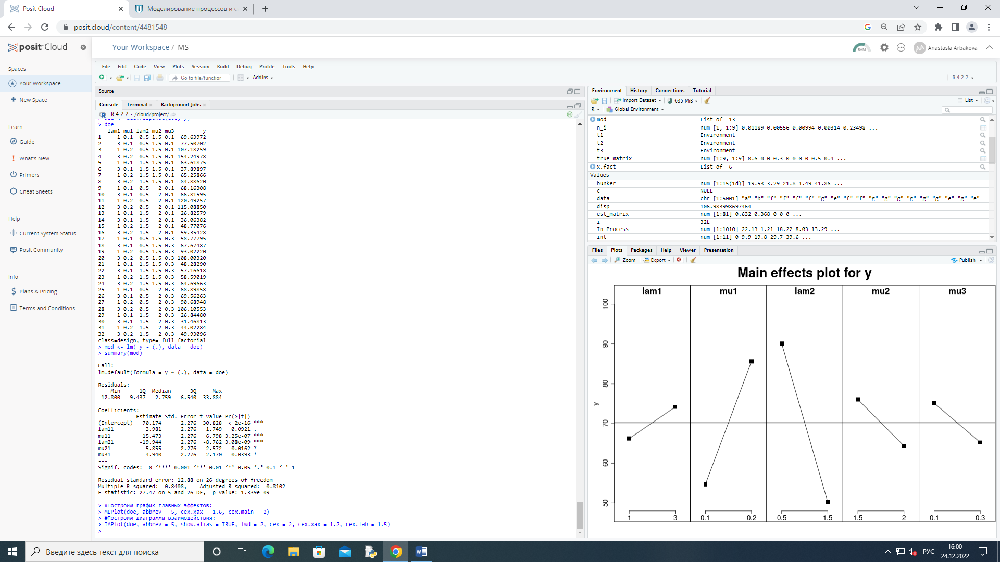 Posit Cloud
Моделирование процессов и с
posit.cloud/content/4481548
posit Cloud
Your Workspace / MS
RAM
AA Anastasia Arbakova
Spaces
Your Workspace
New Space
Learn
Guide
What's New
Primers
Cheat Sheets
Help
Current System Status
Posit Community
Info
Plans & Pricing
Terms and Conditions
File Edit Code View Plots Session Build Debug Profile Tools Help
Go to file/function Addins R 4.2.2
Source
Console Terminal Background Jobs
R 4.2.2 · /cloud/project/
> doe
lam1 mu1 lam2 mu2 mu3 y
1 1 0.1 0.5 1.5 0.1 69.63972
2 3 0.1 0.5 1.5 0.1 77.50702
3 1 0.2 0.5 1.5 0.1 107.18259
4 3 0.2 0.5 1.5 0.1 154.24978
5 1 0.1 1.5 1.5 0.1 63.61875
6 3 0.1 1.5 1.5 0.1 37.89897
7 1 0.2 1.5 1.5 0.1 65.25866
8 3 0.2 1.5 1.5 0.1 84.88620
9 1 0.1 0.5 2 0.1 68.16308
10 3 0.1 0.5 2 0.1 66.81595
11 1 0.2 0.5 2 0.1 120.49257
12 3 0.2 0.5 2 0.1 115.08850
13 1 0.1 1.5 2 0.1 26.82579
14 3 0.1 1.5 2 0.1 36.06382
15 1 0.2 1.5 2 0.1 48.77076
16 3 0.2 1.5 2 0.1 59.35428
17 1 0.1 0.5 1.5 0.3 58.77795
18 3 0.1 0.5 1.5 0.3 67.67487
19 1 0.2 0.5 1.5 0.3 93.02220
20 3 0.2 0.5 1.5 0.3 108.00320
21 1 0.1 1.5 1.5 0.3 48.28290
22 3 0.1 1.5 1.5 0.3 57.16618
23 1 0.2 1.5 1.5 0.3 58.59019
24 3 0.2 1.5 1.5 0.3 64.69663
25 1 0.1 0.5 2 0.3 68.89858
26 3 0.1 0.5 2 0.3 69.56263
27 1 0.2 0.5 2 0.3 90.68948
28 3 0.2 0.5 2 0.3 106.10553
29 1 0.1 1.5 2 0.3 26.84480
30 3 0.1 1.5 2 0.3 31.46813
31 1 0.2 1.5 2 0.3 44.02284
32 3 0.2 1.5 2 0.3 49.93096
class=design, type= full factorial
> mod <- lm( y ~ (.), data = doe)
> summary(mod)
Call:
lm.default(formula = y ~ (.), data = doe)
Residuals:
Min 1Q Median 3Q Max
-12.800 -9.437 -2.759 6.540 33.884
Coefficients:
Estimate Std. Error t value Pr(>|t|)
(Intercept) 70.174 2.276 30.828 < 2e-16 ***
lam11 3.981 2.276 1.749 0.0921 .
mu11 15.473 2.276 6.798 3.25e-07 ***
lam21 -19.944 2.276 -8.762 3.08e-09 ***
mu21 -5.855 2.276 -2.572 0.0162 *
mu31 -4.940 2.276 -2.170 0.0393 *
---
Signif. codes: 0 ‘***’ 0.001 ‘**’ 0.01 ‘*’ 0.05 ‘.’ 0.1 ‘ ’ 1
Residual standard error: 12.88 on 26 degrees of freedom
Multiple R-squared: 0.8408, Adjusted R-squared: 0.8102
F-statistic: 27.47 on 5 and 26 DF, p-value: 1.339e-09
> #Построим график главных эффектов:
> MEPlot(doe, abbrev = 5, cex.xax = 1.6, cex.main = 2)
> #Построим диаграммы взаимодействия:
> IAPlot(doe, abbrev = 5, show.alias = TRUE, lwd = 2, cex = 2, cex.xax = 1.2, cex.lab = 1.5)
>
Environment History Connections Tutorial
Import Dataset 635 MiB List
R Global Environment
mod List of 13
n_i num [1, 1:9] 0.01189 0.00556 0.00994 0.00314 0.23498 ...
t1 Environment
t2 Environment
t3 Environment
true_matrix num [1:9, 1:9] 0.6 0 0 0.3 0 0 0 0 0.5 0.4 ...
x.fact List of 6
Values
bunker num [1:15(1d)] 19.53 3.29 21.8 1.49 41.86 ...
c NULL
data chr [1:5001] "a" "b" "f" "f" "f" "f" "g" "e" "f" "f" "g" "g" "g" "g" "g" "g" "e" "g" "e"…
disp 106.983998697464
est_matrix num [1:81] 0.632 0.368 0 0 0 ...
i 32L
In_Process num [1:1010] 22.13 1.21 18.22 8.03 13.29 ...
int num [1:11] 0 9.9 19.8 29.7 39.6 ...
Files Plots Packages Help Viewer Presentation
Zoom Export Publish
Main effects plot for y
lam1 mu1 lam2 mu2 mu3
100
90
80
70
60
50
y
1 3 0.1 0.2 0.5 1.5 1.5 2 0.1 0.3
Введите здесь текст для поиска
РУС
16:00
24.12.2022